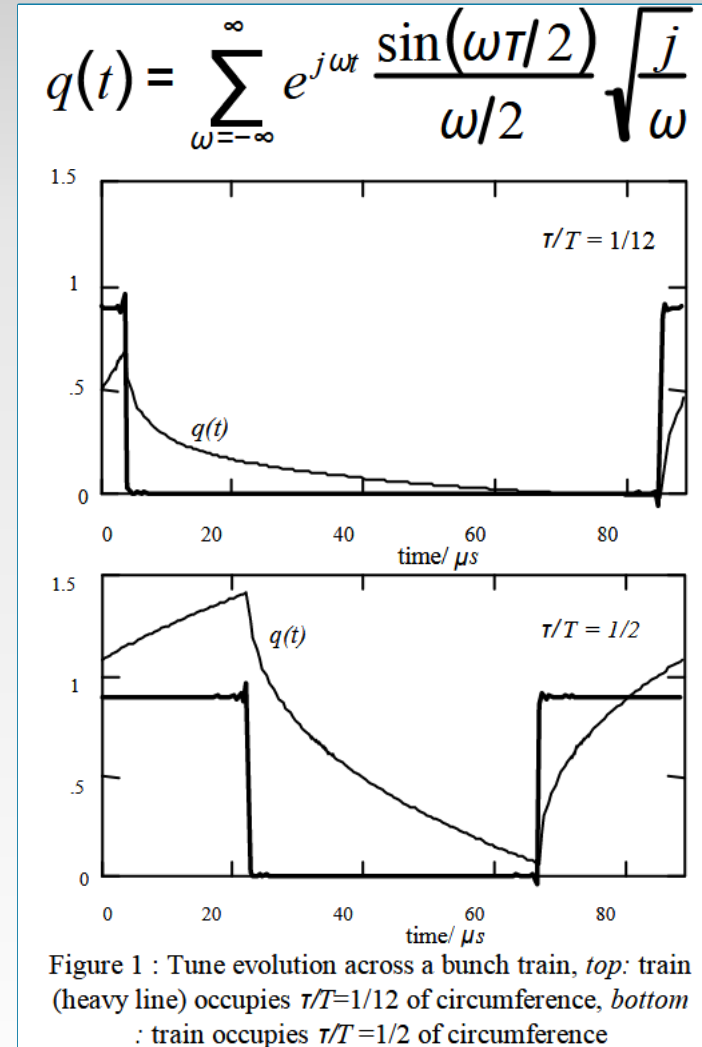 q(t) = ∞ ∑ ω=-∞ e^{jωt} sin(ωτ/2) / ω/2 √ j/ω
1.5
τ/T = 1/12
1
.5
q(t)
0
0 20 40 60 80
time/ μs
1.5
q(t) τ/T = 1/2
1
.5
0
0 20 40 60 80
time/ μs
Figure 1 : Tune evolution across a bunch train, top: train
(heavy line) occupies τ/T=1/12 of circumference, bottom
: train occupies τ/T =1/2 of circumference